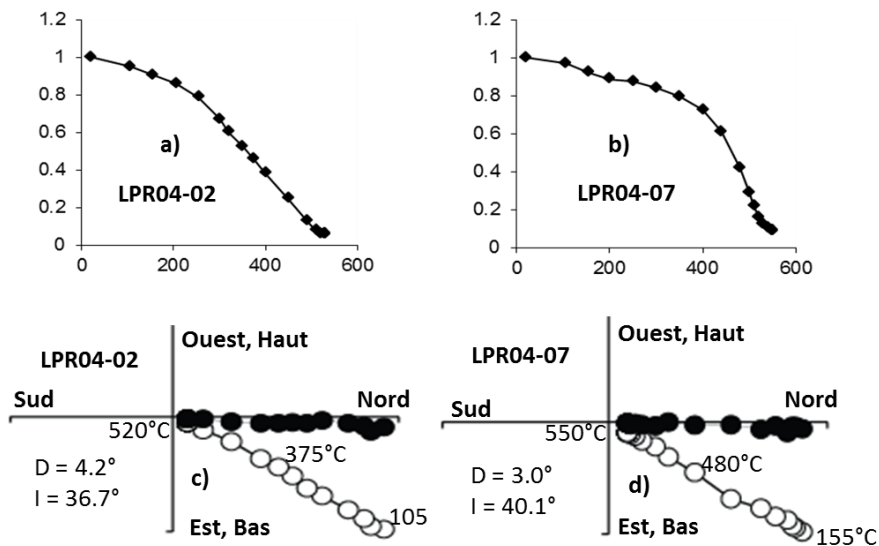 1.2
1
0.8
0.6
0.4
0.2
0
0
200
400
600
a)
LPR04-02
1.2
1
0.8
0.6
0.4
0.2
0
0
200
400
600
b)
LPR04-07
Ouest, Haut
LPR04-02
Sud
Nord
520°C
375°C
D = 4.2°
I = 36.7°
c)
105
Est, Bas
Ouest, Haut
LPR04-07
Sud
Nord
550°C
480°C
D = 3.0°
I = 40.1°
d)
Est, Bas
155°C